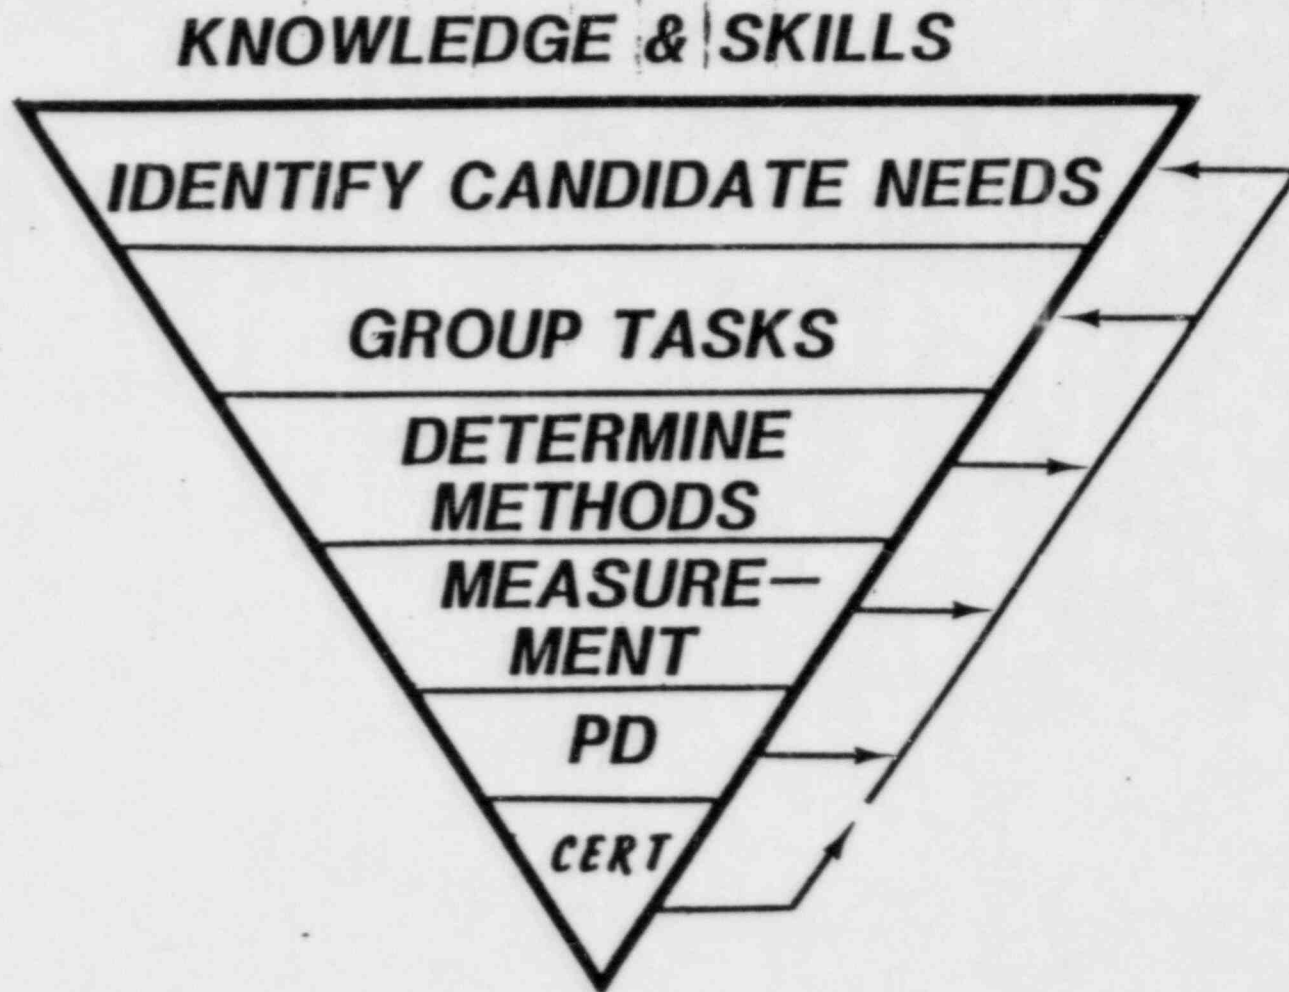 KNOWLEDGE & SKILLS
IDENTIFY CANDIDATE NEEDS
GROUP TASKS
DETERMINE
METHODS
MEASURE—
MENT
PD
CERT